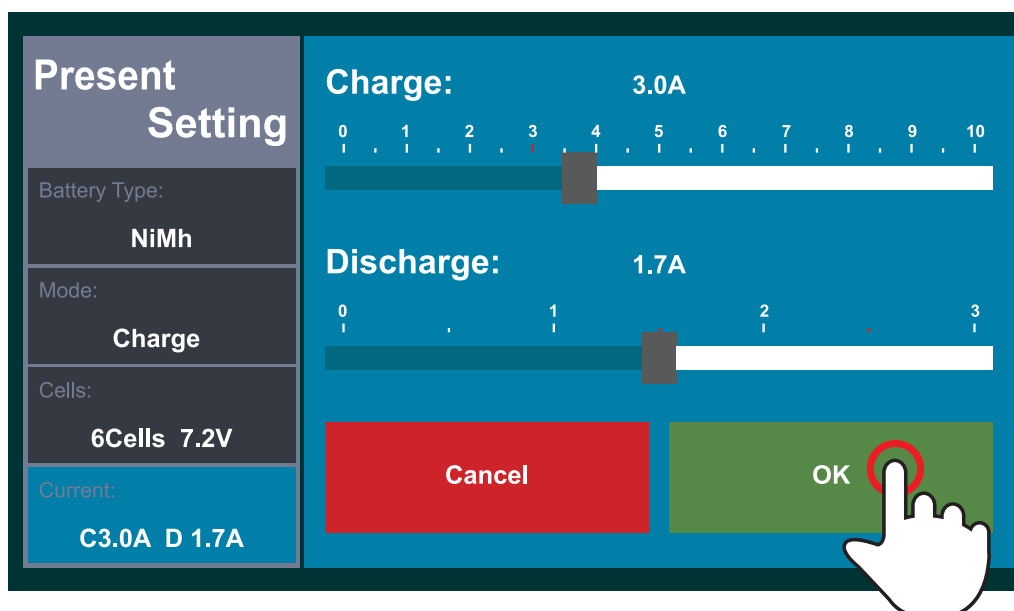 Present
Setting
Battery Type:
NiMh
Mode:
Charge
Cells:
6Cells 7.2V
Current:
C3.0A D 1.7A
Charge: 3.0A
0 1 2 3 4 5 6 7 8 9 10
Discharge: 1.7A
0 1 2 3
Cancel OK